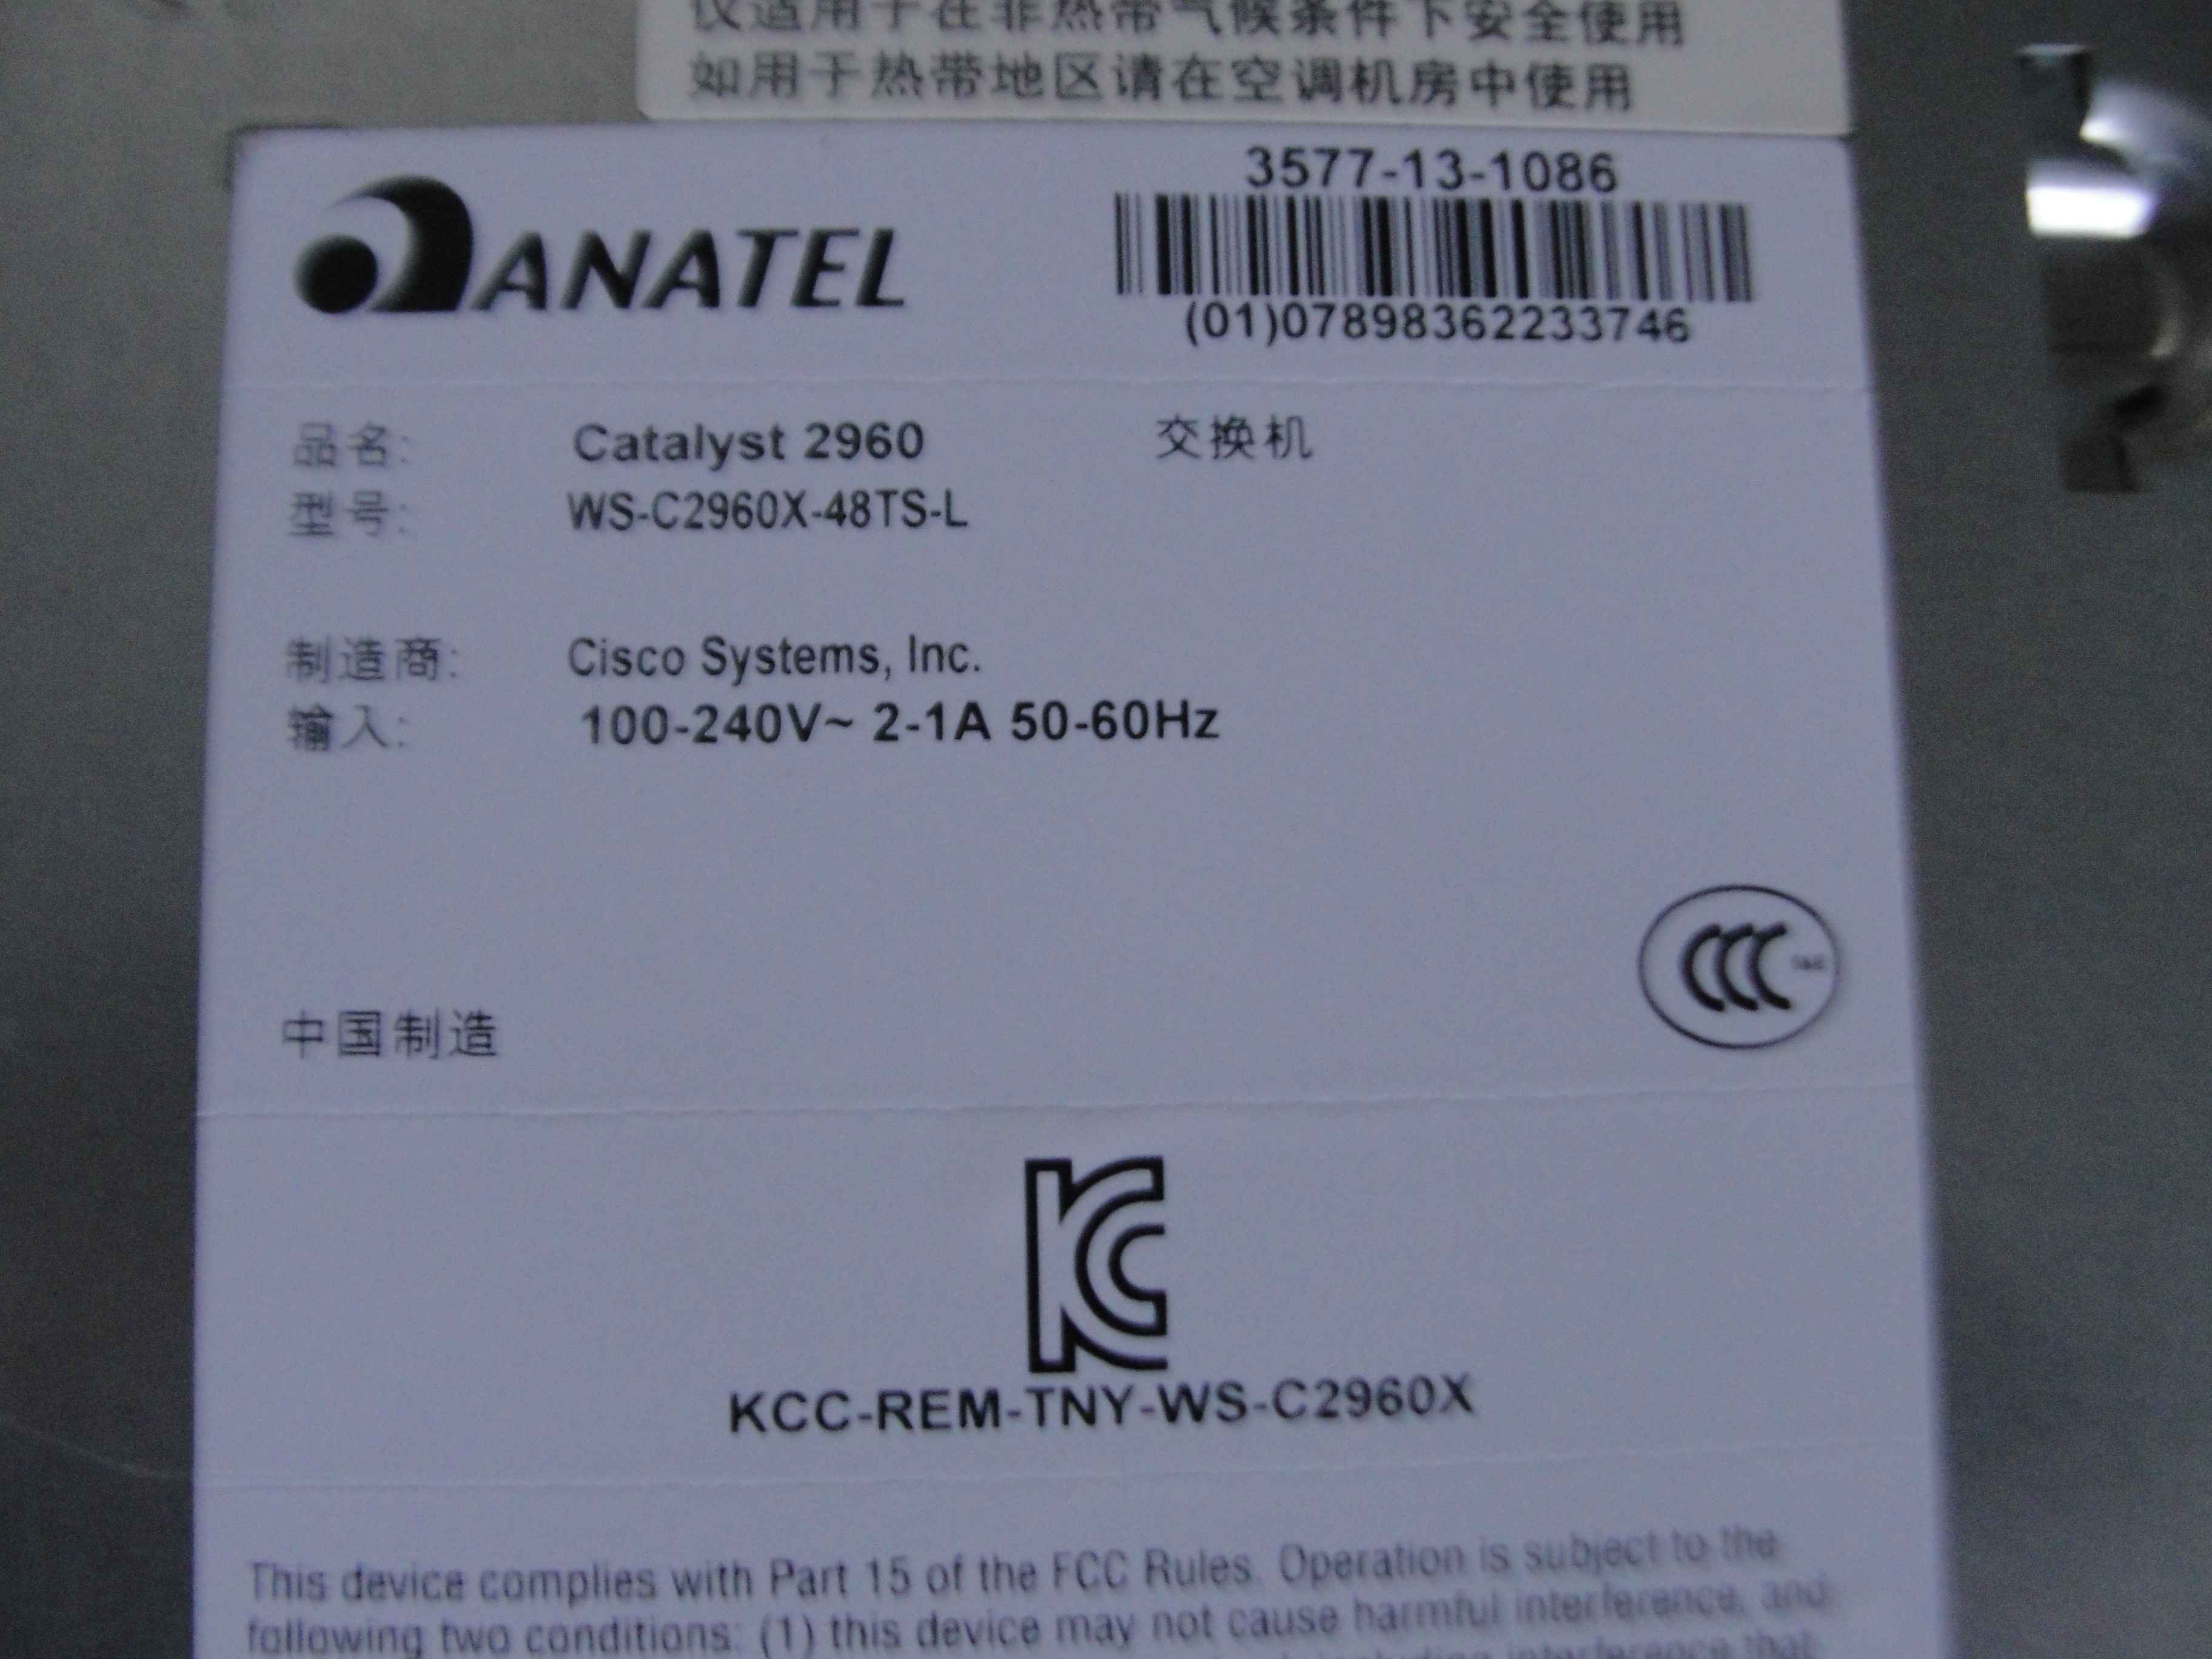 仅适用于在非热带气候条件下安全使用
如用于热带地区请在空调机房中使用
ANATEL
3577-13-1086
(01)07898362233746
品名: Catalyst 2960 交换机
型号: WS-C2960X-48TS-L
制造商: Cisco Systems, Inc.
输入: 100-240V~ 2-1A 50-60Hz
CCC
中国制造
KC
KCC-REM-TNY-WS-C2960X
This device complies with Part 15 of the FCC Rules. Operation is subject to the
following two conditions: (1) this device may not cause harmful interference, and
including interference that